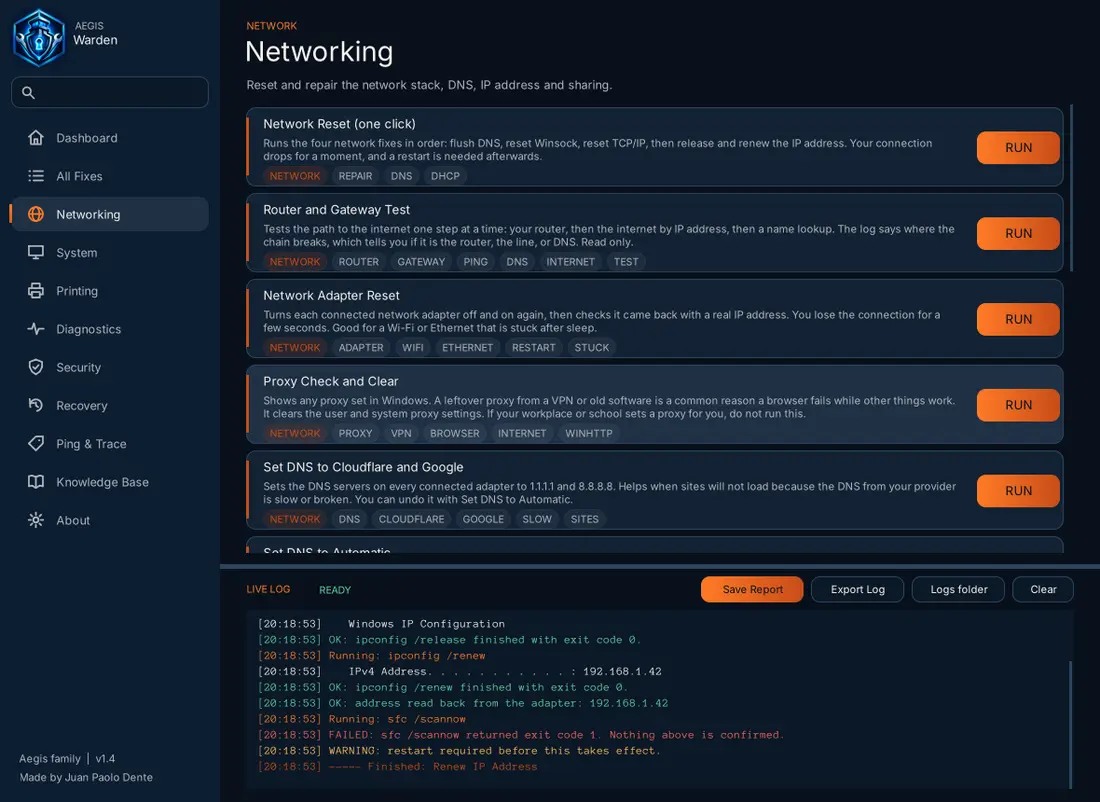 AEGIS
Warden
Dashboard
All Fixes
Networking
System
Printing
Diagnostics
Security
Recovery
Ping & Trace
Knowledge Base
About
Aegis family | v1.4
Made by Juan Paolo Dente
NETWORK
Networking
Reset and repair the network stack, DNS, IP address and sharing.
Network Reset (one click)
Runs the four network fixes in order: flush DNS, reset Winsock, reset TCP/IP, then release and renew the IP address. Your connection
drops for a moment, and a restart is needed afterwards.
NETWORK REPAIR DNS DHCP
RUN
Router and Gateway Test
Tests the path to the internet one step at a time: your router, then the internet by IP address, then a name lookup. The log says where the
chain breaks, which tells you if it is the router, the line, or DNS. Read only.
NETWORK ROUTER GATEWAY PING DNS INTERNET TEST
RUN
Network Adapter Reset
Turns each connected network adapter off and on again, then checks it came back with a real IP address. You lose the connection for a
few seconds. Good for a Wi-Fi or Ethernet that is stuck after sleep.
NETWORK ADAPTER WIFI ETHERNET RESTART STUCK
RUN
Proxy Check and Clear
Shows any proxy set in Windows. A leftover proxy from a VPN or old software is a common reason a browser fails while other things work.
It clears the user and system proxy settings. If your workplace or school sets a proxy for you, do not run this.
NETWORK PROXY VPN BROWSER INTERNET WINHTTP
RUN
Set DNS to Cloudflare and Google
Sets the DNS servers on every connected adapter to 1.1.1.1 and 8.8.8.8. Helps when sites will not load because the DNS from your provider
is slow or broken. You can undo it with Set DNS to Automatic.
NETWORK DNS CLOUDFLARE GOOGLE SLOW SITES
RUN
Set DNS to Automatic
LIVE LOG READY Save Report Export Log Logs folder Clear
[20:18:53]    Windows IP Configuration
[20:18:53] OK: ipconfig /release finished with exit code 0.
[20:18:53] Running: ipconfig /renew
[20:18:53]    IPv4 Address. . . . . . . . . . . : 192.168.1.42
[20:18:53] OK: ipconfig /renew finished with exit code 0.
[20:18:53] OK: address read back from the adapter: 192.168.1.42
[20:18:53] Running: sfc /scannow
[20:18:53] FAILED: sfc /scannow returned exit code 1. Nothing above is confirmed.
[20:18:53] WARNING: restart required before this takes effect.
[20:18:53] ----- Finished: Renew IP Address